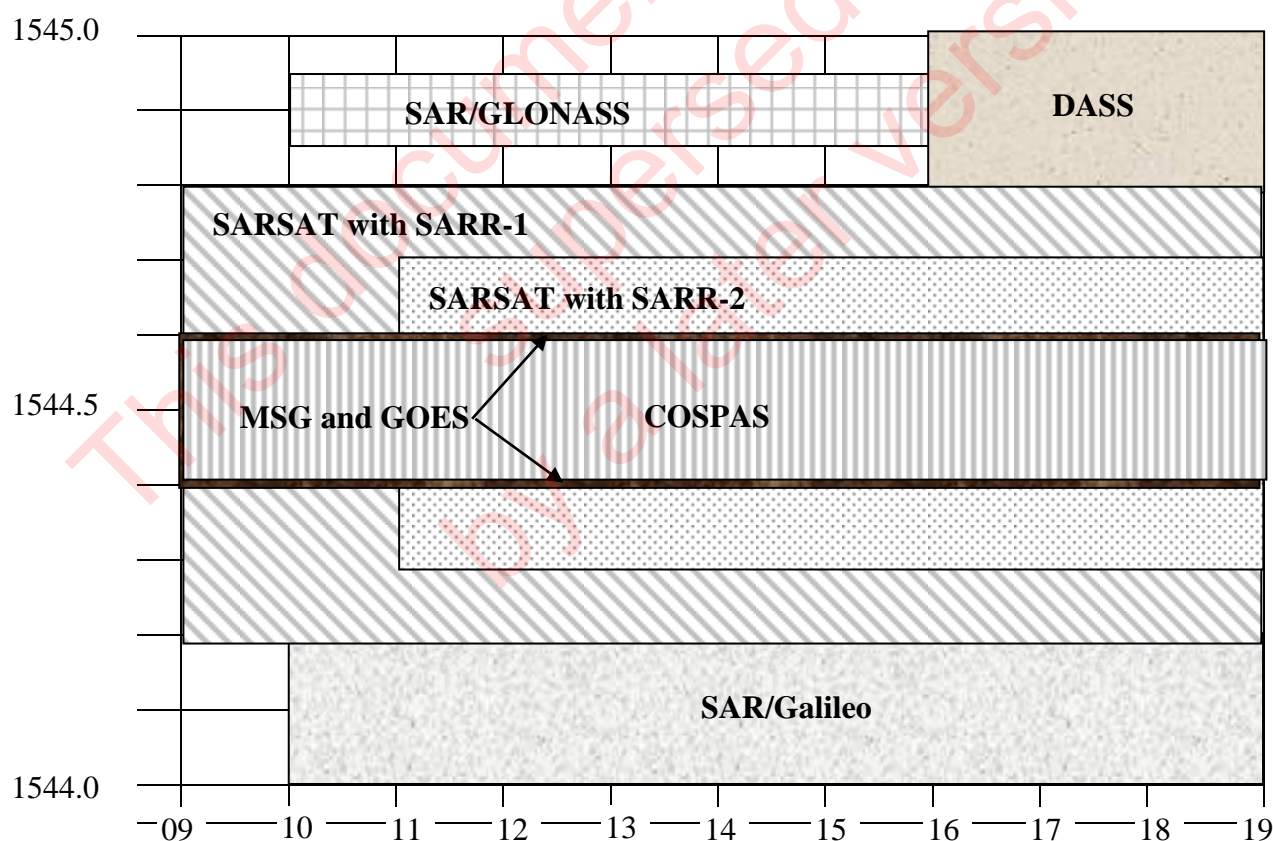 This document
superseded
by a later version
1545.0
SAR/GLONASS
DASS
SARSAT with SARR-1
SARSAT with SARR-2
1544.5
MSG and GOES
COSPAS
SAR/Galileo
1544.0
09 10 11 12 13 14 15 16 17 18 19